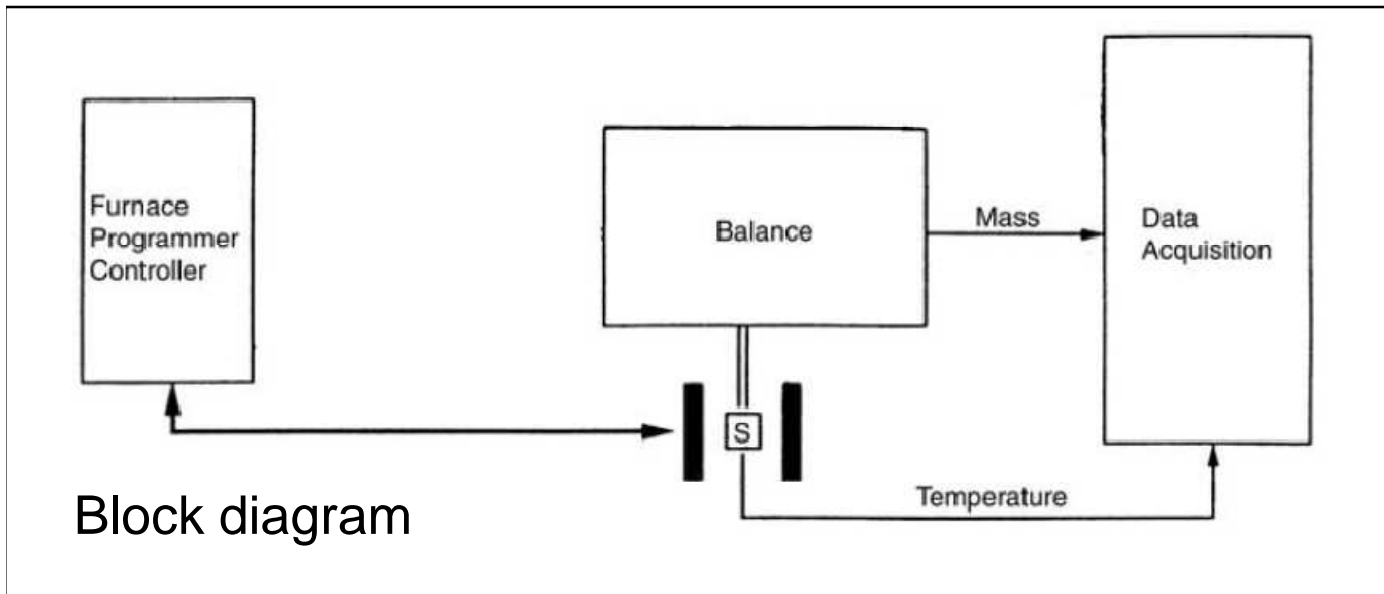 Furnace
Programmer
Controller
Balance
Mass
Data
Acquisition
S
Temperature
Block diagram